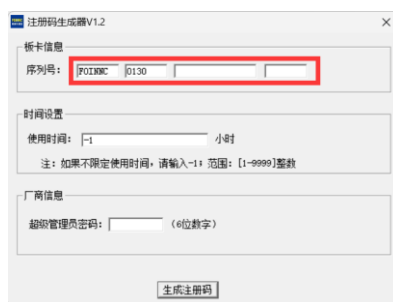 注册码生成器V1.2
板卡信息
序列号： FOINNC 0130
时间设置
使用时间： -1 小时
注：如果不限定使用时间，请输入-1；范围：[1-9999]整数
厂商信息
超级管理员密码： （6位数字）
生成注册码